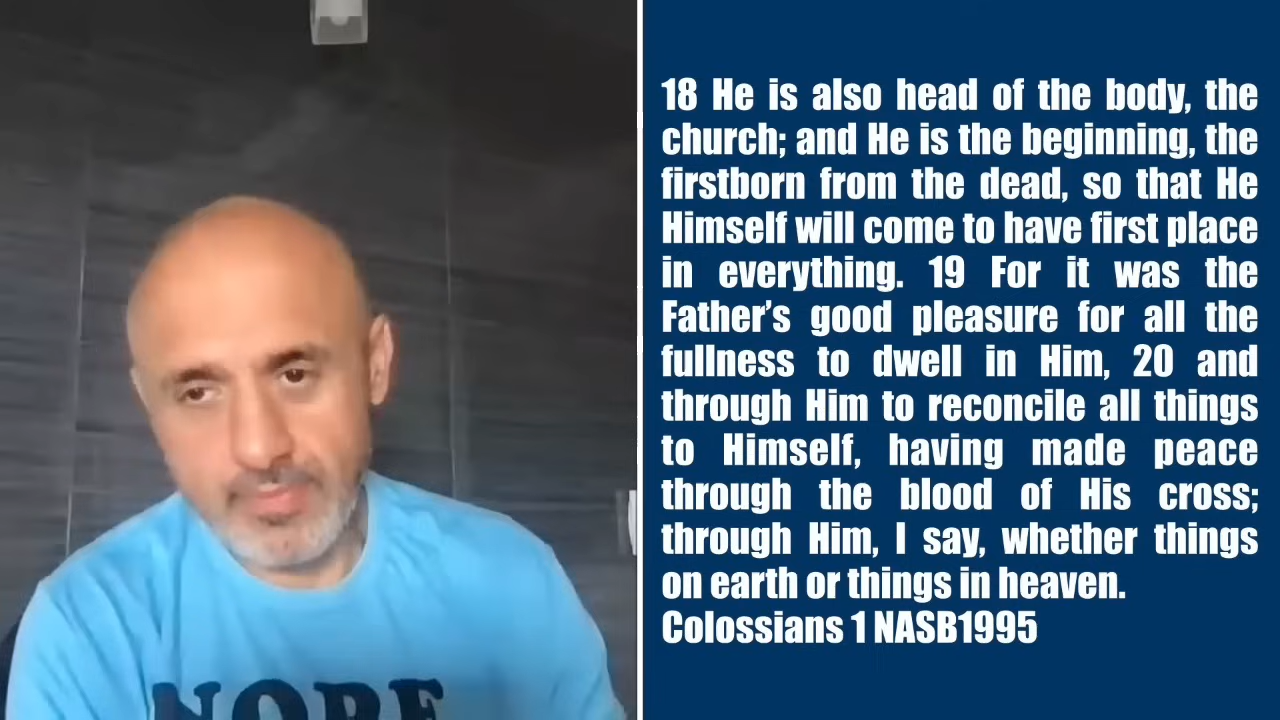 18 He is also head of the body, the
church; and He is the beginning, the
firstborn from the dead, so that He
Himself will come to have first place
in everything. 19 For it was the
Father’s good pleasure for all the
fullness to dwell in Him, 20 and
through Him to reconcile all things
to Himself, having made peace
through the blood of His cross;
through Him, I say, whether things
on earth or things in heaven.
Colossians 1 NASB1995
NOPE